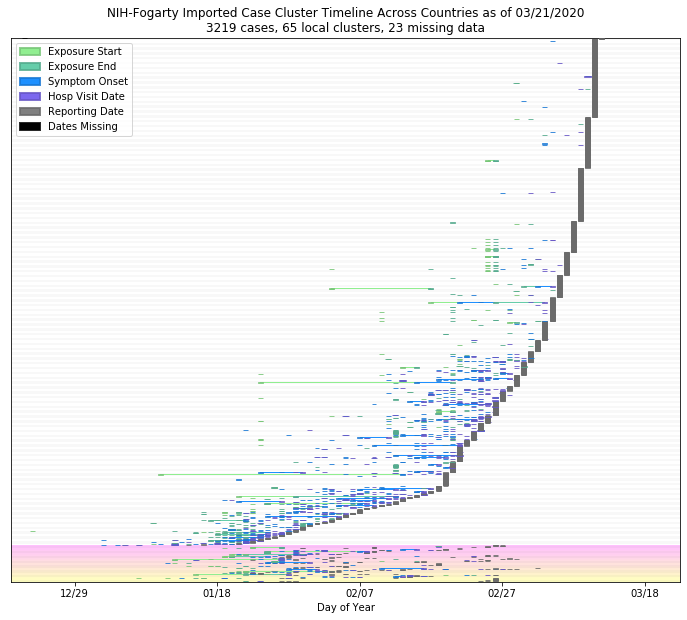 NIH-Fogarty Imported Case Cluster Timeline Across Countries as of 03/21/2020
3219 cases, 65 local clusters, 23 missing data
Exposure Start
Exposure End
Symptom Onset
Hosp Visit Date
Reporting Date
Dates Missing
12/29 01/18 02/07 02/27 03/18
Day of Year